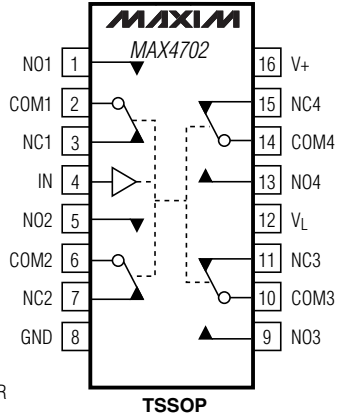 MAXIM
MAX4702
NO1 1
COM1 2
NC1 3
IN 4
NO2 5
COM2 6
NC2 7
GND 8
16 V+
15 NC4
14 COM4
13 NO4
12 VL
11 NC3
10 COM3
9 NO3
R
TSSOP